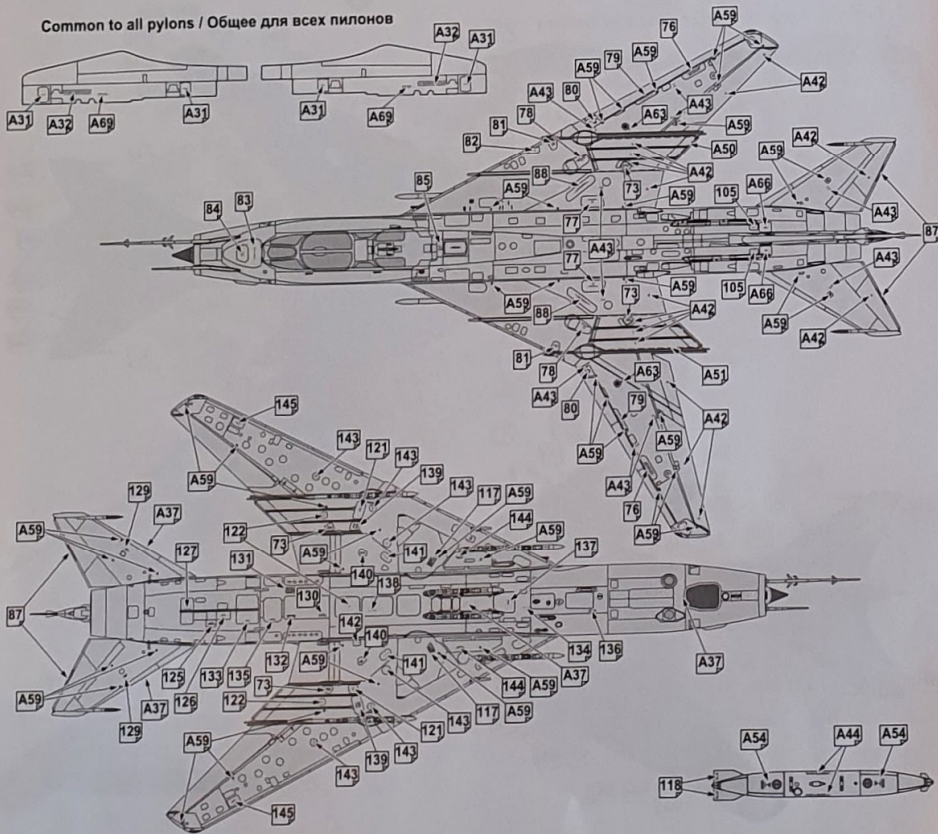 Common to all pylons / Общее для всех пилонов
A32 A31
A31 A32 A69 A31 A31 A69
A59
76
A59
79
A59
A42
80
A43
78
81
82
A63
A43
A59
A50
A42
88
73
A59
A59
85
83
84
77
A43
77
105
A66
A59
A42
A43
87
A43
105
A66
A59
A42
A59
88
73
A59
A42
81
78
A51
A43
80
A63
79
A42
A59
A59
A43
76
A59
145
143
121
143
139
143
117
A59
144
A59
137
A59
129
A37
A59
127
131
122
73
A59
141
140
138
130
142
140
87
A59
129
A37
125
126
133
135
132
A59
73
122
141
134
136
A37
A37
144
A59
117
A59
143
121
143
139
A59
143
145
A54
A44
A54
118